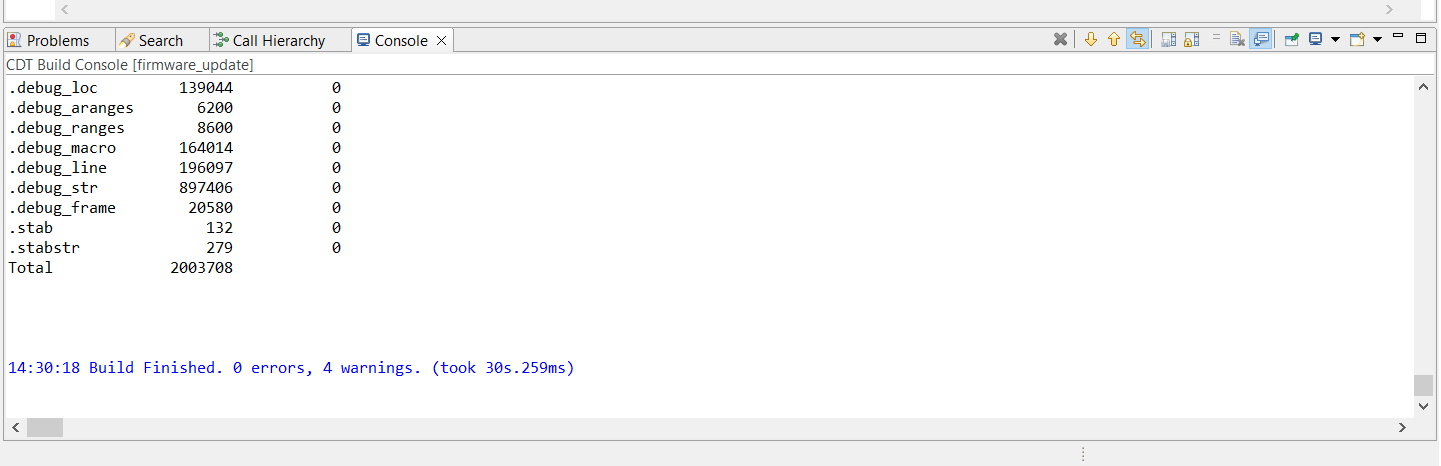 Problems Search Call Hierarchy Console
CDT Build Console [firmware_update]
.debug_loc 139044 0
.debug_aranges 6200 0
.debug_ranges 8600 0
.debug_macro 164014 0
.debug_line 196097 0
.debug_str 897406 0
.debug_frame 20580 0
.stab 132 0
.stabstr 279 0
Total 2003708
14:30:18 Build Finished. 0 errors, 4 warnings. (took 30s.259ms)